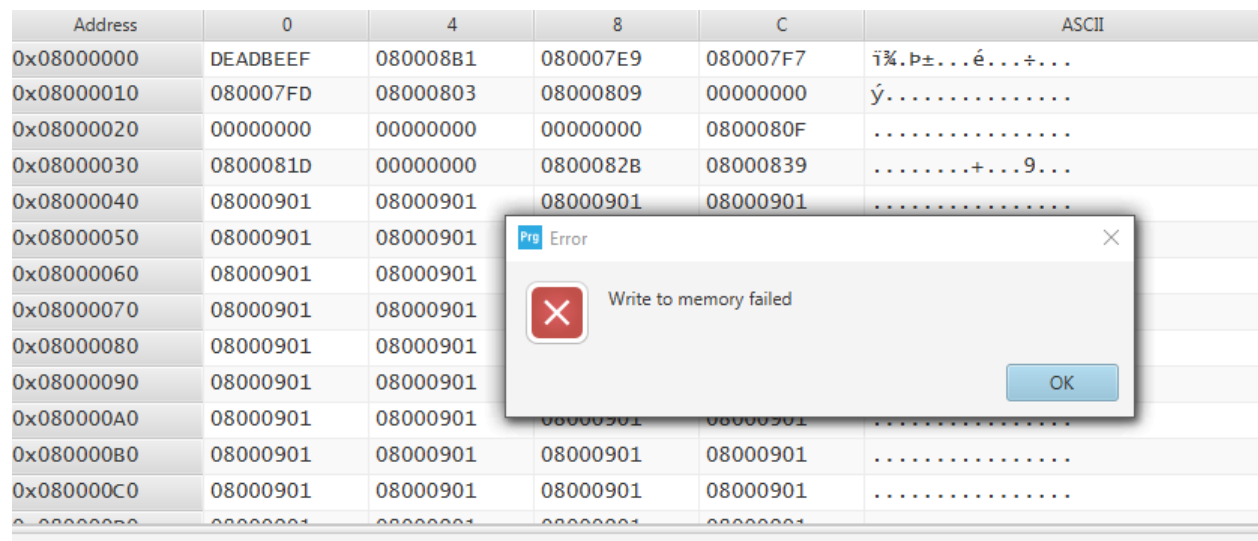 Address 0 4 8 C ASCII
0x08000000 DEADBEEF 080008B1 080007E9 080007F7 ï¾.Þ±...é...÷...
0x08000010 080007FD 08000803 08000809 00000000 ý...............
0x08000020 00000000 00000000 00000000 0800080F ................
0x08000030 0800081D 00000000 0800082B 08000839 ........+...9...
0x08000040 08000901 08000901 08000901 08000901 ................
0x08000050 08000901 08000901
Prg Error
0x08000060 08000901 08000901
Write to memory failed
0x08000070 08000901 08000901
0x08000080 08000901 08000901
0x08000090 08000901 08000901
OK
0x080000A0 08000901 08000901 08000901 08000901 ................
0x080000B0 08000901 08000901 08000901 08000901 ................
0x080000C0 08000901 08000901 08000901 08000901 ................